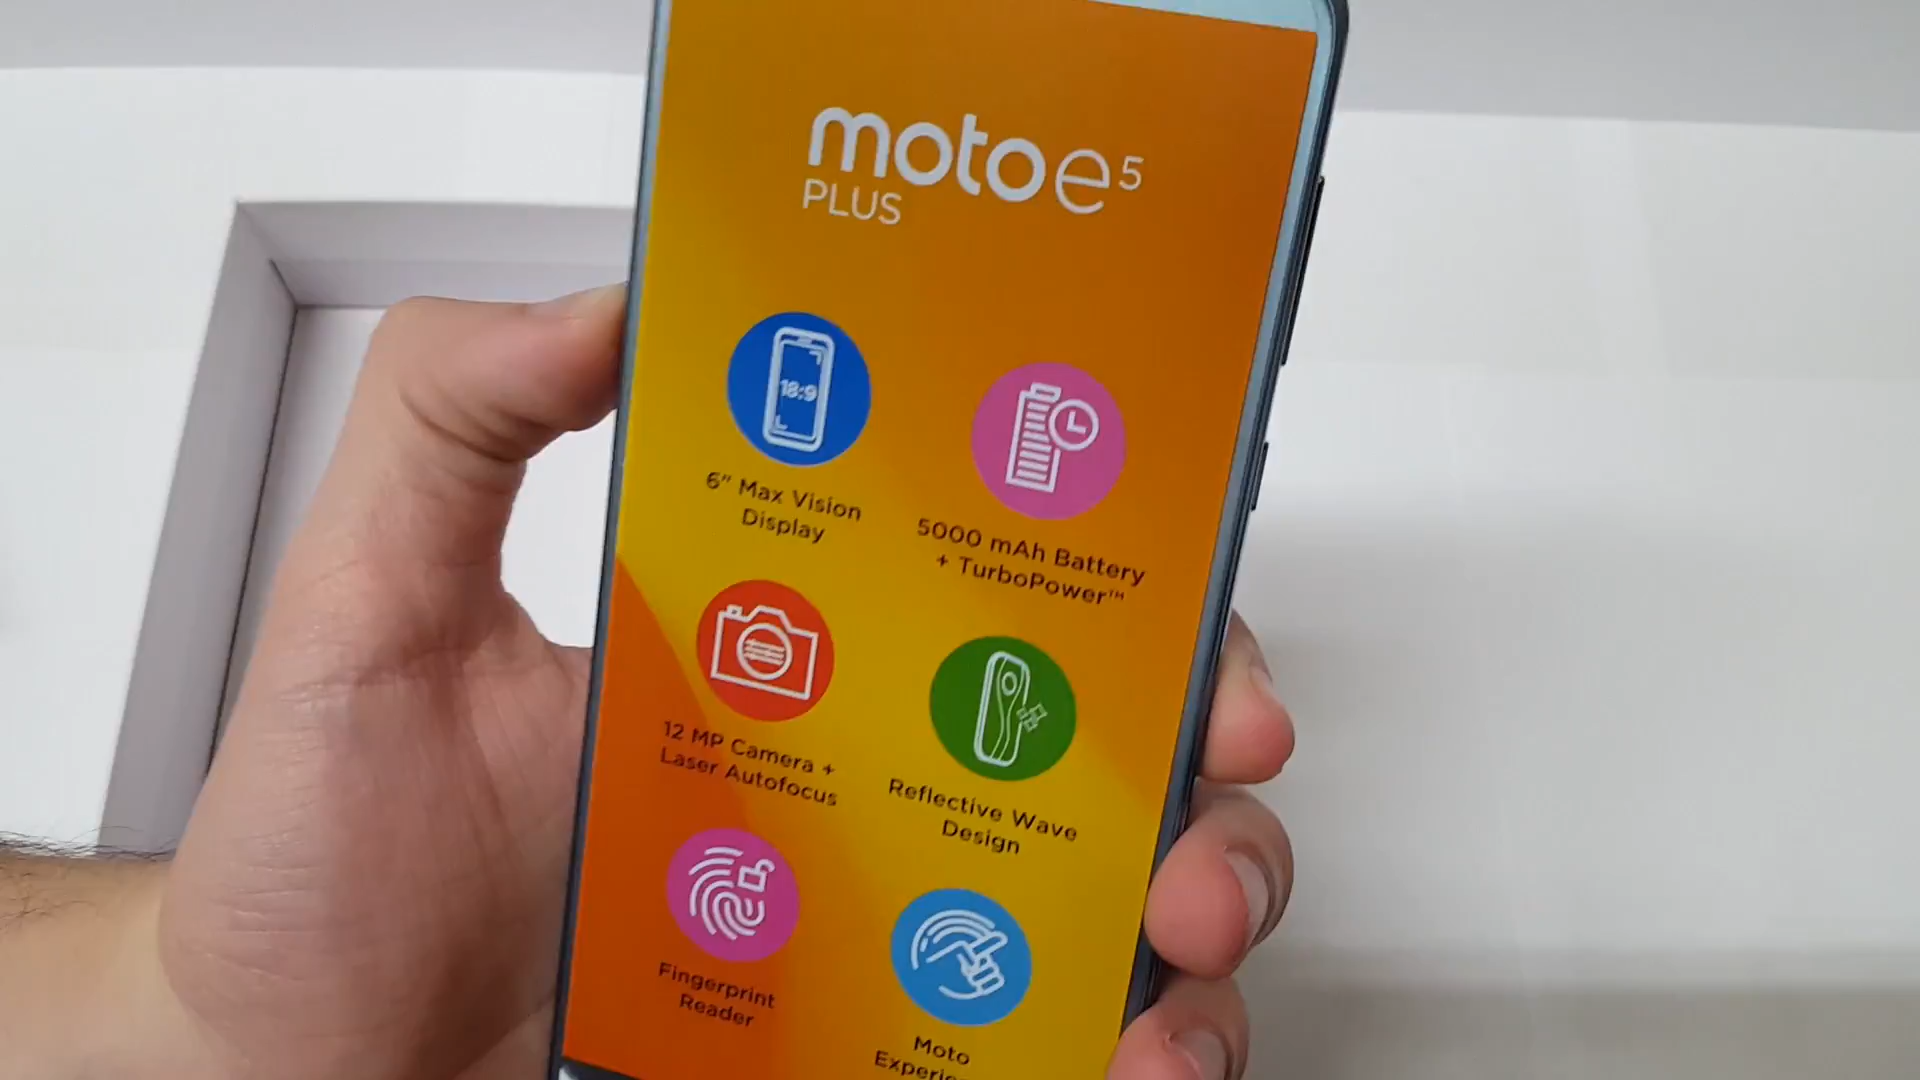 moto e5
PLUS
18:9
6" Max Vision
Display
5000 mAh Battery
+ TurboPower™
12 MP Camera +
Laser Autofocus
Reflective Wave
Design
Fingerprint
Reader
Moto